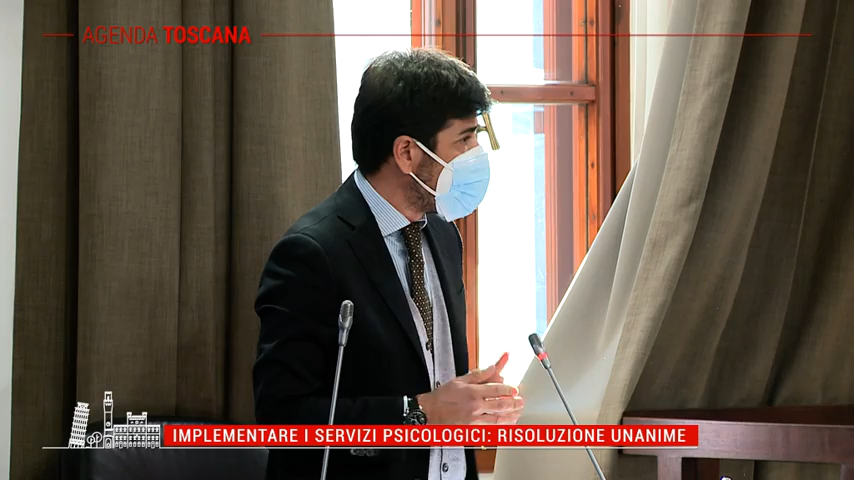 AGENDA TOSCANA
IMPLEMENTARE I SERVIZI PSICOLOGICI: RISOLUZIONE UNANIME